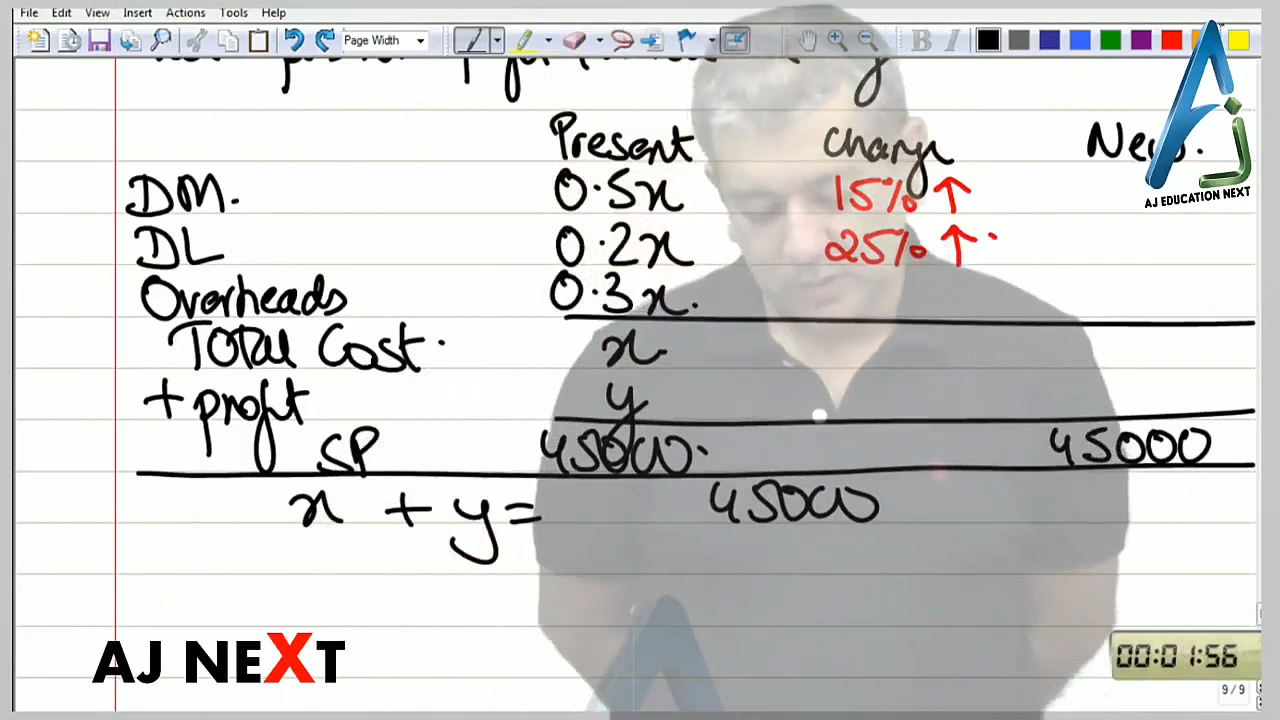 File Edit View Insert Actions Tools Help
Page Width
B I
Present Change New.
DM. 0.5x 15% ↑
DL 0.2x 25% ↑
Overheads 0.3x.
TOTAL Cost. x
+ profit y
SP 45000 45000
x + y = 45000
AJ EDUCATION NEXT
AJ NEXT
00:01:56
9/9